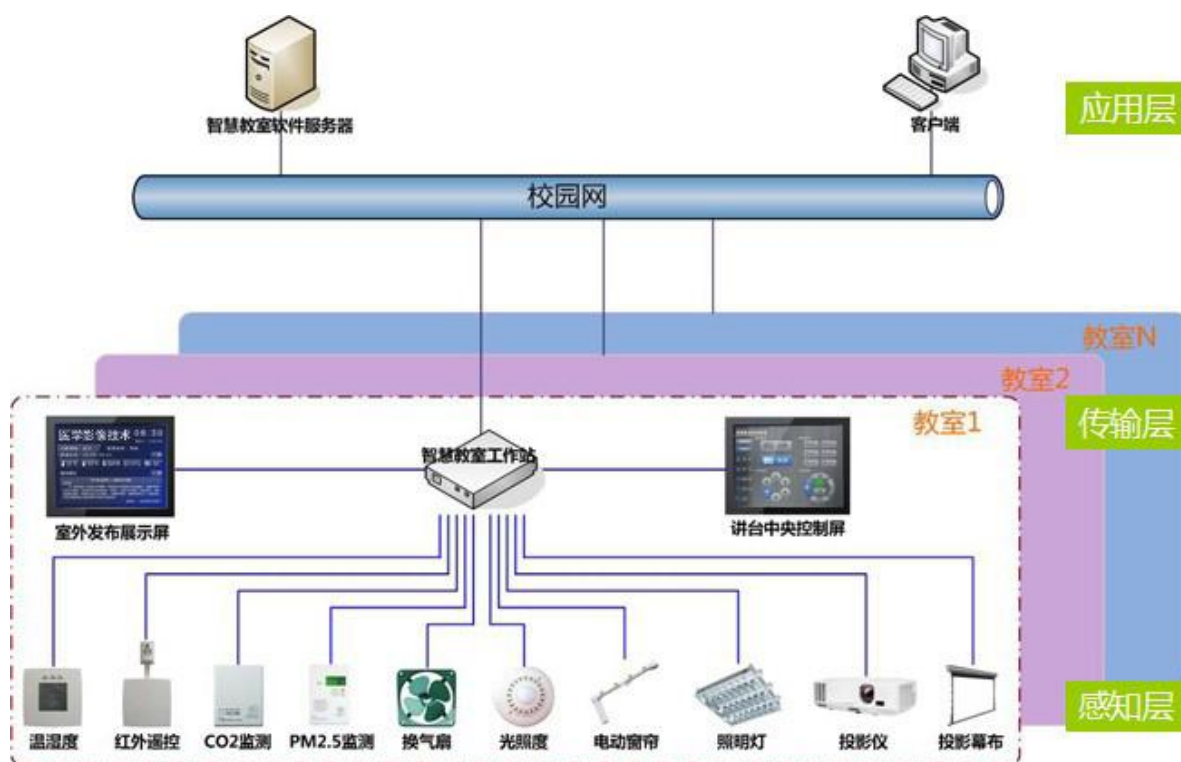 应用层
智慧教室软件服务器
客户端
校园网
教室N
教室2
教室1
传输层
医学影像技术 08:30
智慧教室工作站
室外发布展示屏
讲台中央控制屏
感知层
温湿度
红外遥控
CO2监测
PM2.5监测
换气扇
光照度
电动窗帘
照明灯
投影仪
投影幕布